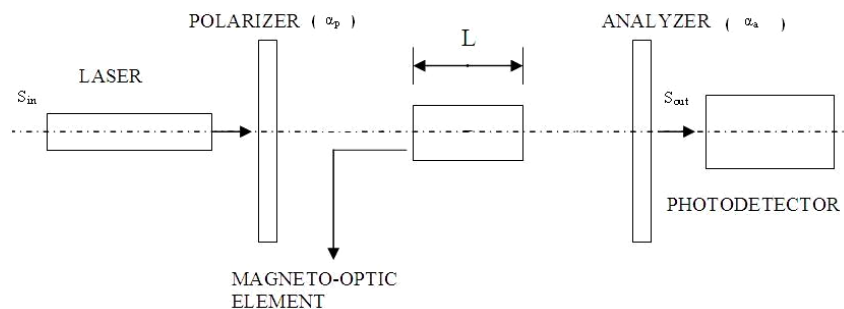 POLARIZER ( αp )
ANALYZER ( αa )
L
LASER
Sin
Sout
PHOTODETECTOR
MAGNETO-OPTIC
ELEMENT